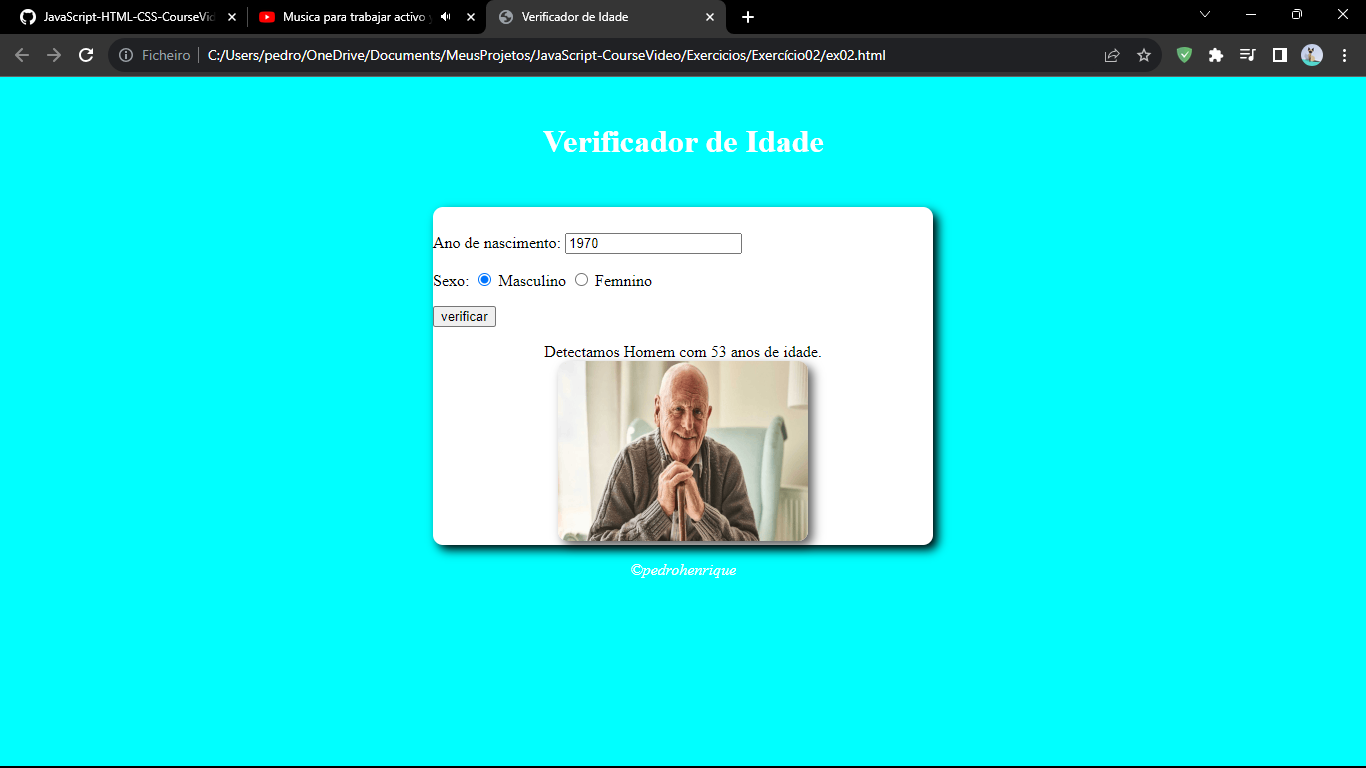 JavaScript-HTML-CSS-CourseVid
Musica para trabajar activo y
Verificador de Idade
Ficheiro
C:/Users/pedro/OneDrive/Documents/MeusProjetos/JavaScript-CourseVideo/Exercicios/Exercício02/ex02.html
Verificador de Idade
Ano de nascimento: 1970
Sexo: Masculino Femnino
verificar
Detectamos Homem com 53 anos de idade.
©pedrohenrique